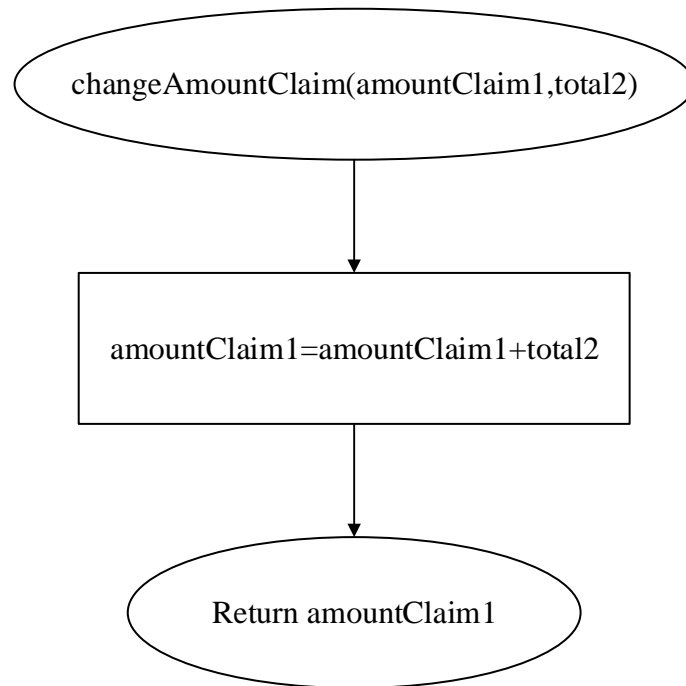 changeAmountClaim(amountClaim1,total2)
amountClaim1=amountClaim1+total2
Return amountClaim1